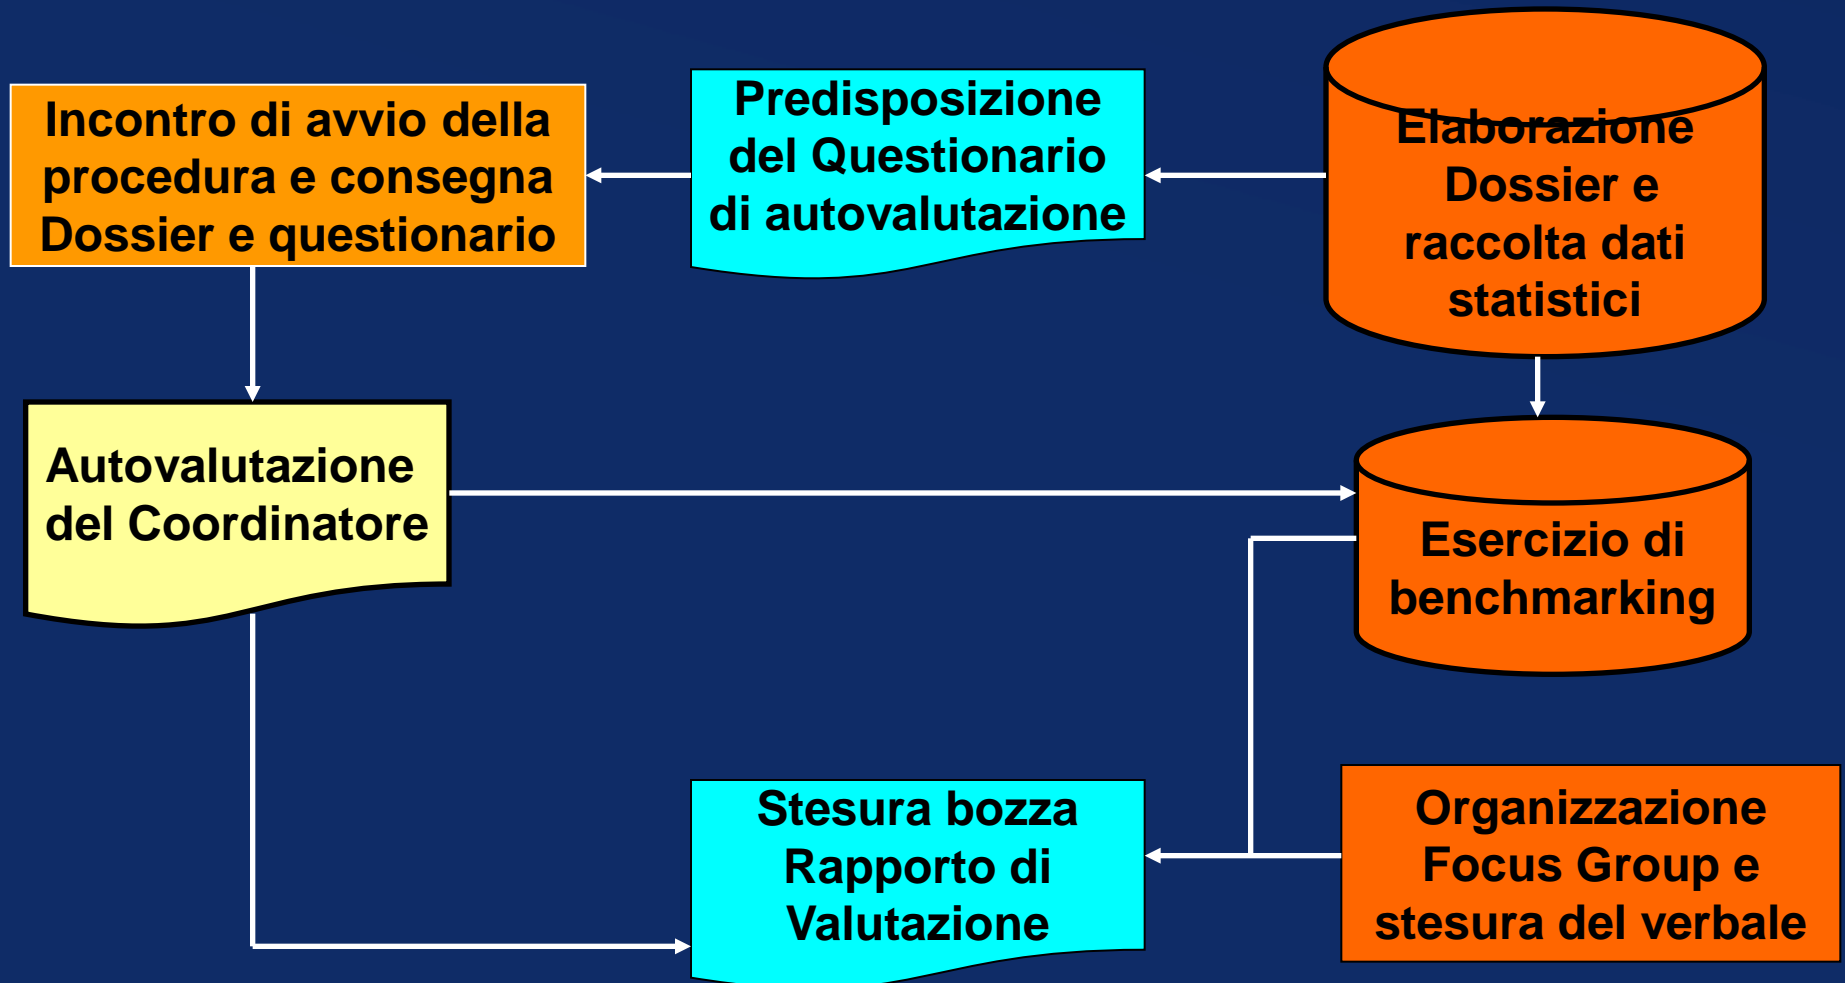 Incontro di avvio della
procedura e consegna
Dossier e questionario
Predisposizione
del Questionario
di autovalutazione
Elaborazione
Dossier e
raccolta dati
statistici
Autovalutazione
del Coordinatore
Esercizio di
benchmarking
Stesura bozza
Rapporto di
Valutazione
Organizzazione
Focus Group e
stesura del verbale